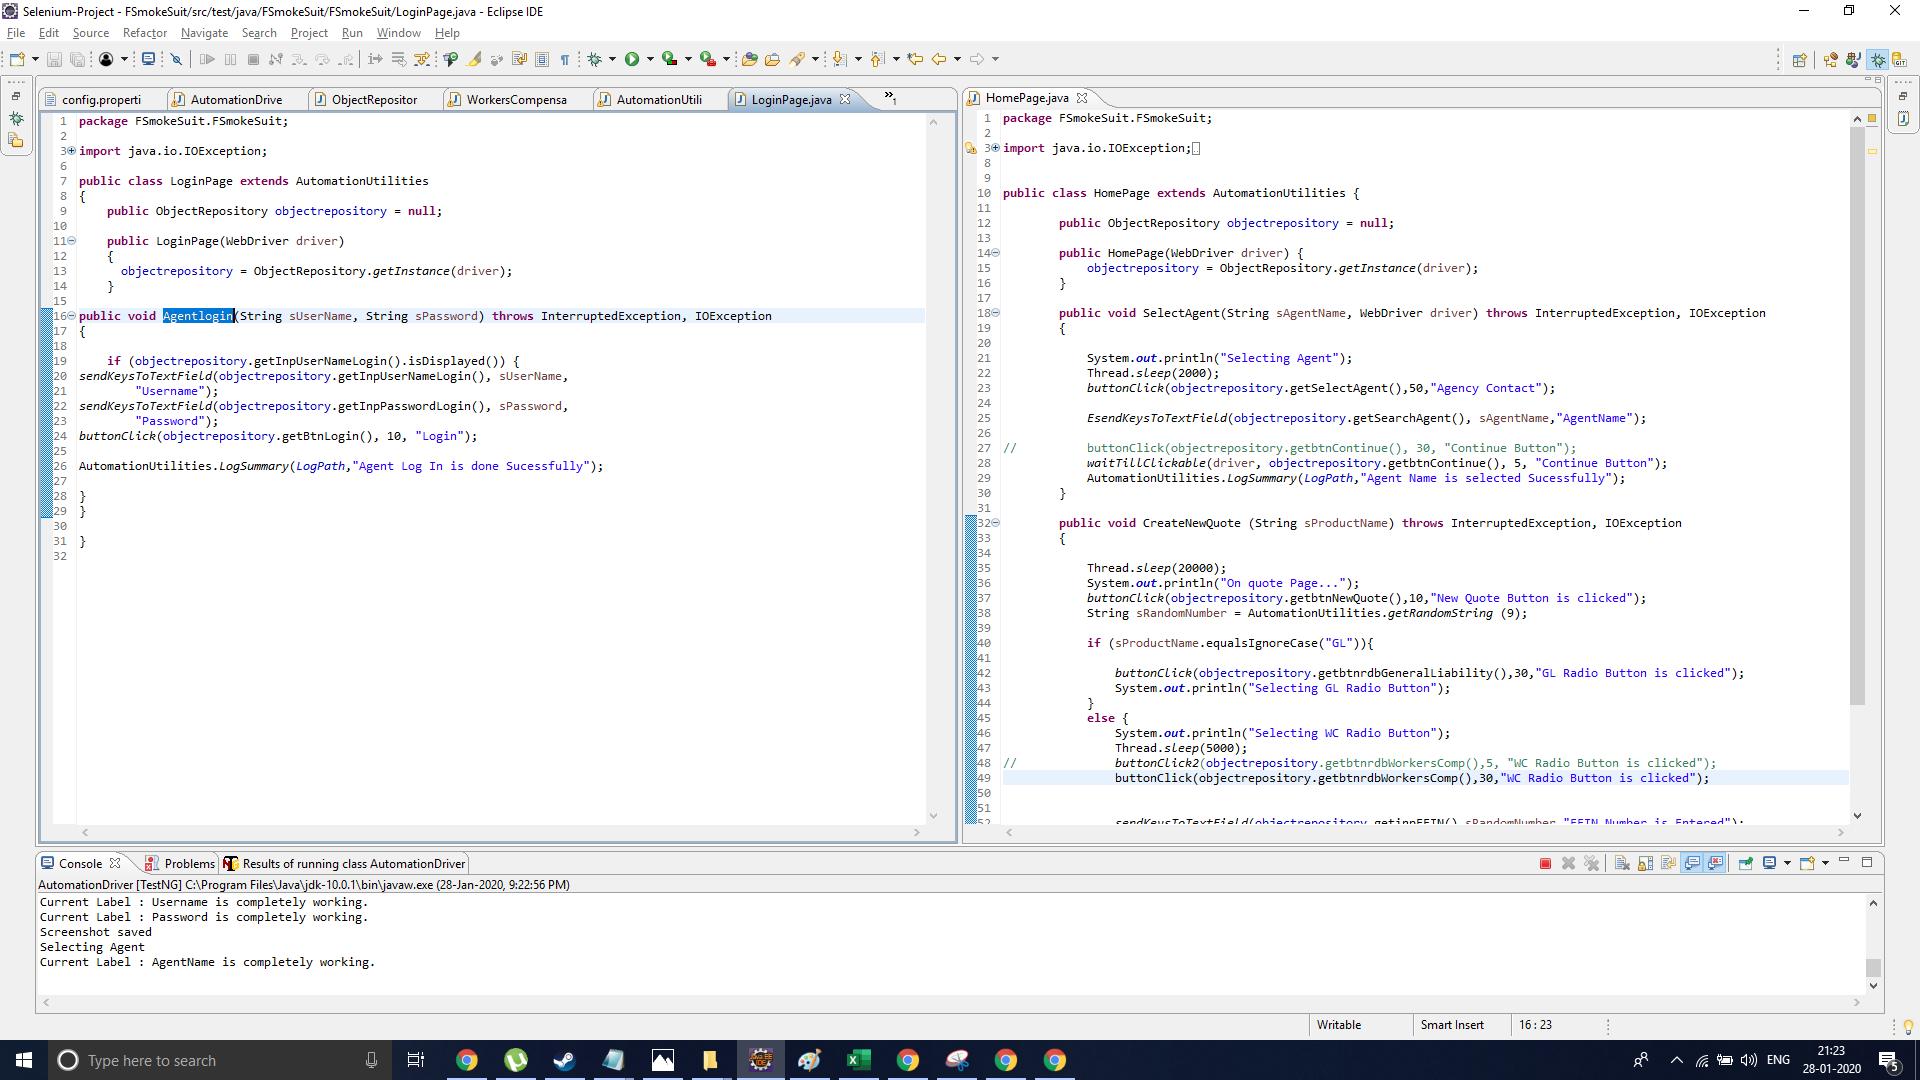 Selenium-Project - FSmokeSuit/src/test/java/FSmokeSuit/FSmokeSuit/LoginPage.java - Eclipse IDE
File Edit Source Refactor Navigate Search Project Run Window Help
config.properti AutomationDrive ObjectRepositor WorkersCompensa AutomationUtili LoginPage.java »1
1 package FSmokeSuit.FSmokeSuit;
2
3 import java.io.IOException;
6
7 public class LoginPage extends AutomationUtilities
8 {
9 public ObjectRepository objectrepository = null;
10
11 public LoginPage(WebDriver driver)
12 {
13 objectrepository = ObjectRepository.getInstance(driver);
14 }
15
16 public void Agentlogin(String sUserName, String sPassword) throws InterruptedException, IOException
17 {
18
19 if (objectrepository.getInpUserNameLogin().isDisplayed()) {
20 sendKeysToTextField(objectrepository.getInpUserNameLogin(), sUserName,
21 "Username");
22 sendKeysToTextField(objectrepository.getInpPasswordLogin(), sPassword,
23 "Password");
24 buttonClick(objectrepository.getBtnLogin(), 10, "Login");
25
26 AutomationUtilities.LogSummary(LogPath,"Agent Log In is done Sucessfully");
27
28 }
29 }
30
31 }
32
HomePage.java
1 package FSmokeSuit.FSmokeSuit;
2
3 import java.io.IOException;
8
9
10 public class HomePage extends AutomationUtilities {
11
12 public ObjectRepository objectrepository = null;
13
14 public HomePage(WebDriver driver) {
15 objectrepository = ObjectRepository.getInstance(driver);
16 }
17
18 public void SelectAgent(String sAgentName, WebDriver driver) throws InterruptedException, IOException
19 {
20
21 System.out.println("Selecting Agent");
22 Thread.sleep(2000);
23 buttonClick(objectrepository.getSelectAgent(),50,"Agency Contact");
24
25 EsendKeysToTextField(objectrepository.getSearchAgent(), sAgentName,"AgentName");
26
27 // buttonClick(objectrepository.getbtnContinue(), 30, "Continue Button");
28 waitTillClickable(driver, objectrepository.getbtnContinue(), 5, "Continue Button");
29 AutomationUtilities.LogSummary(LogPath,"Agent Name is selected Sucessfully");
30 }
31
32 public void CreateNewQuote (String sProductName) throws InterruptedException, IOException
33 {
34
35 Thread.sleep(20000);
36 System.out.println("On quote Page...");
37 buttonClick(objectrepository.getbtnNewQuote(),10,"New Quote Button is clicked");
38 String sRandomNumber = AutomationUtilities.getRandomString (9);
39
40 if (sProductName.equalsIgnoreCase("GL")){
41
42 buttonClick(objectrepository.getbtnrdbGeneralLiability(),30,"GL Radio Button is clicked");
43 System.out.println("Selecting GL Radio Button");
44 }
45 else {
46 System.out.println("Selecting WC Radio Button");
47 Thread.sleep(5000);
48 // buttonClick2(objectrepository.getbtnrdbWorkersComp(),5, "WC Radio Button is clicked");
49 buttonClick(objectrepository.getbtnrdbWorkersComp(),30,"WC Radio Button is clicked");
50
51
52 sendKeysToTextField(objectrepository.getinpFEIN(),sRandomNumber,"FEIN Number is Entered");
Console Problems Results of running class AutomationDriver
AutomationDriver [TestNG] C:\Program Files\Java\jdk-10.0.1\bin\javaw.exe (28-Jan-2020, 9:22:56 PM)
Current Label : Username is completely working.
Current Label : Password is completely working.
Screenshot saved
Selecting Agent
Current Label : AgentName is completely working.
Writable Smart Insert 16 : 23
Type here to search
ENG 21:23
28-01-2020
5